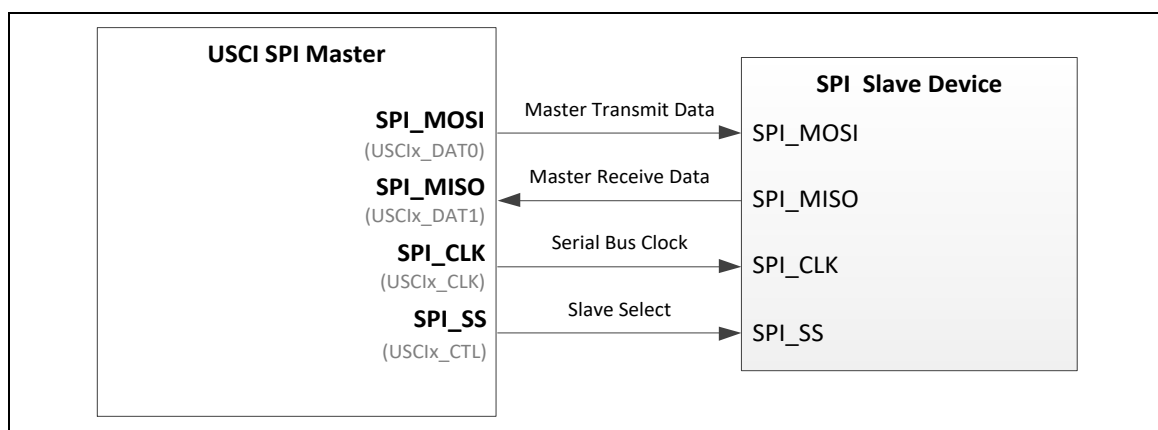 USCI SPI Master
SPI_MOSI
(USCIx_DAT0)
SPI_MISO
(USCIx_DAT1)
SPI_CLK
(USCIx_CLK)
SPI_SS
(USCIx_CTL)
Master Transmit Data
Master Receive Data
Serial Bus Clock
Slave Select
SPI Slave Device
SPI_MOSI
SPI_MISO
SPI_CLK
SPI_SS